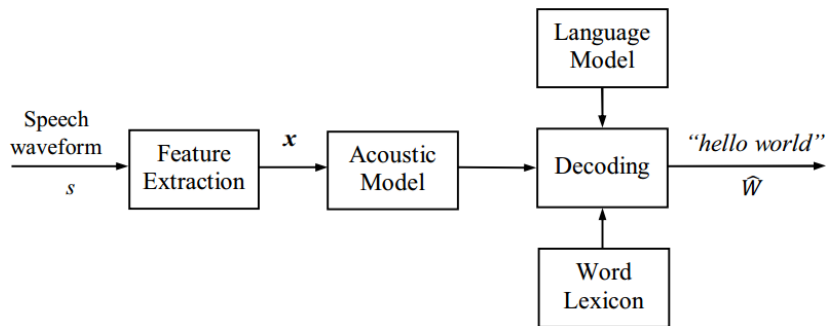 Language
Model
Speech
waveform
s
Feature
Extraction
x
Acoustic
Model
Decoding
“hello world”
Ŵ
Word
Lexicon